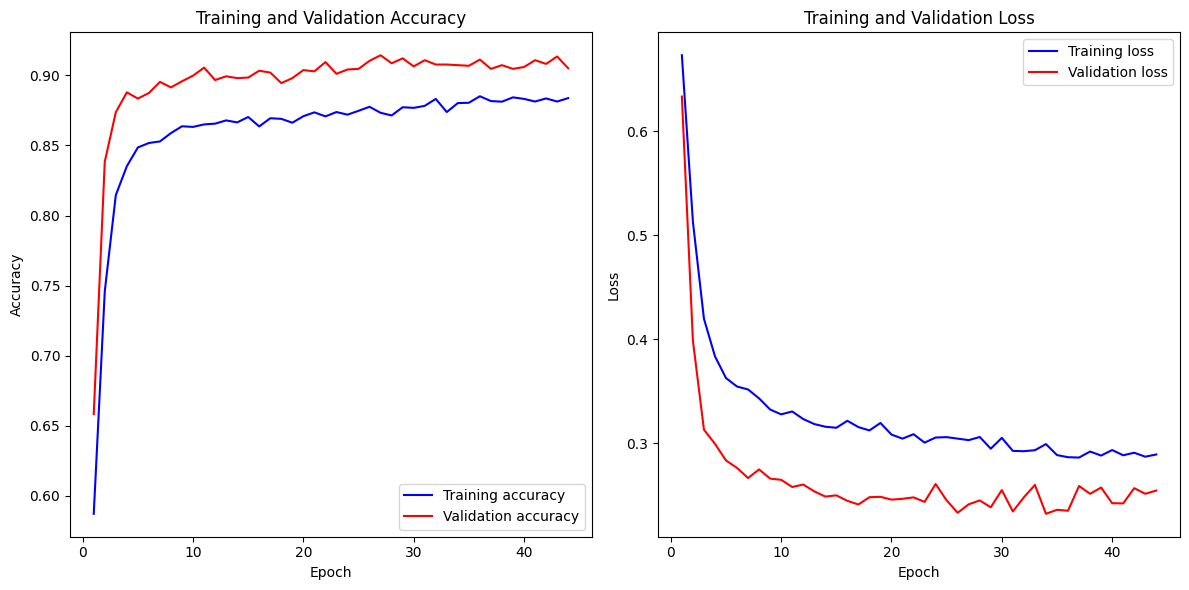 Training and Validation Accuracy
Accuracy
0.90
0.85
0.80
0.75
0.70
0.65
0.60
0
10
20
30
40
Epoch
Training accuracy
Validation accuracy
Training and Validation Loss
Loss
0.6
0.5
0.4
0.3
0
10
20
30
40
Epoch
Training loss
Validation loss